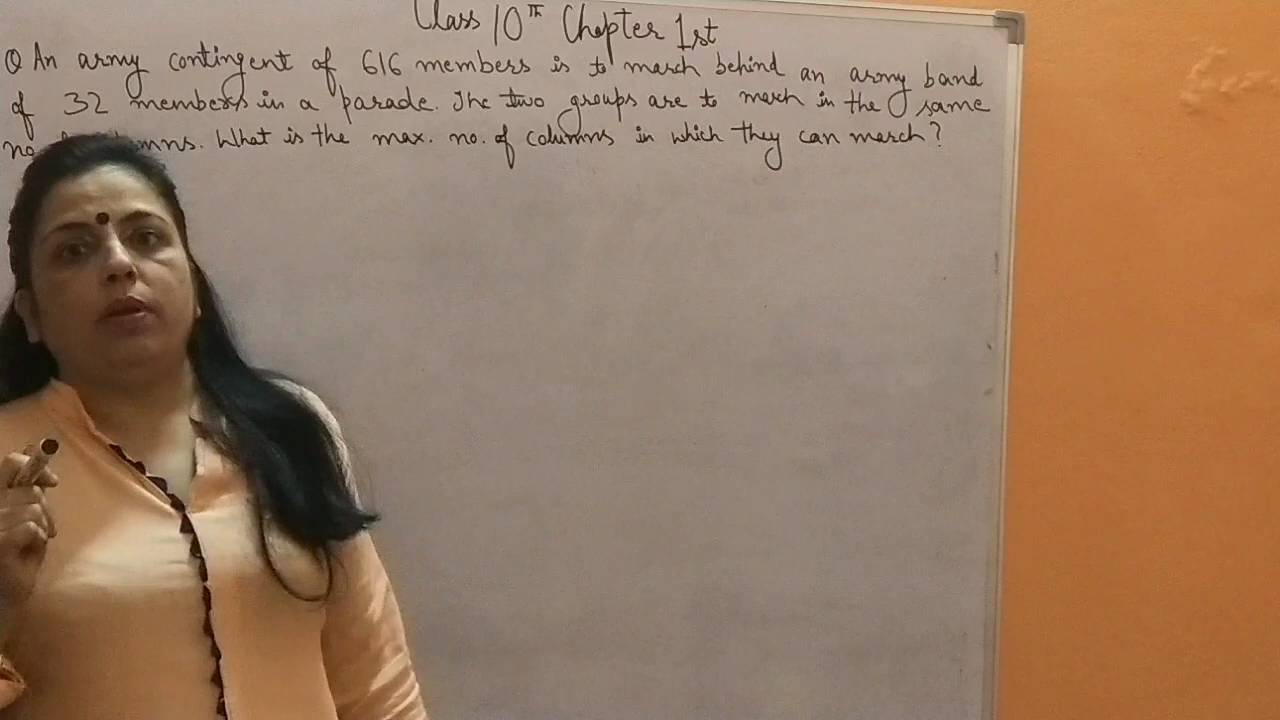 Class 10TH Chapter 1st
Q An army contingent of 616 members is to march behind an army band
of 32 members in a parade. The two groups are to march in the same
no mns. What is the max. no. of columns in which they can march?